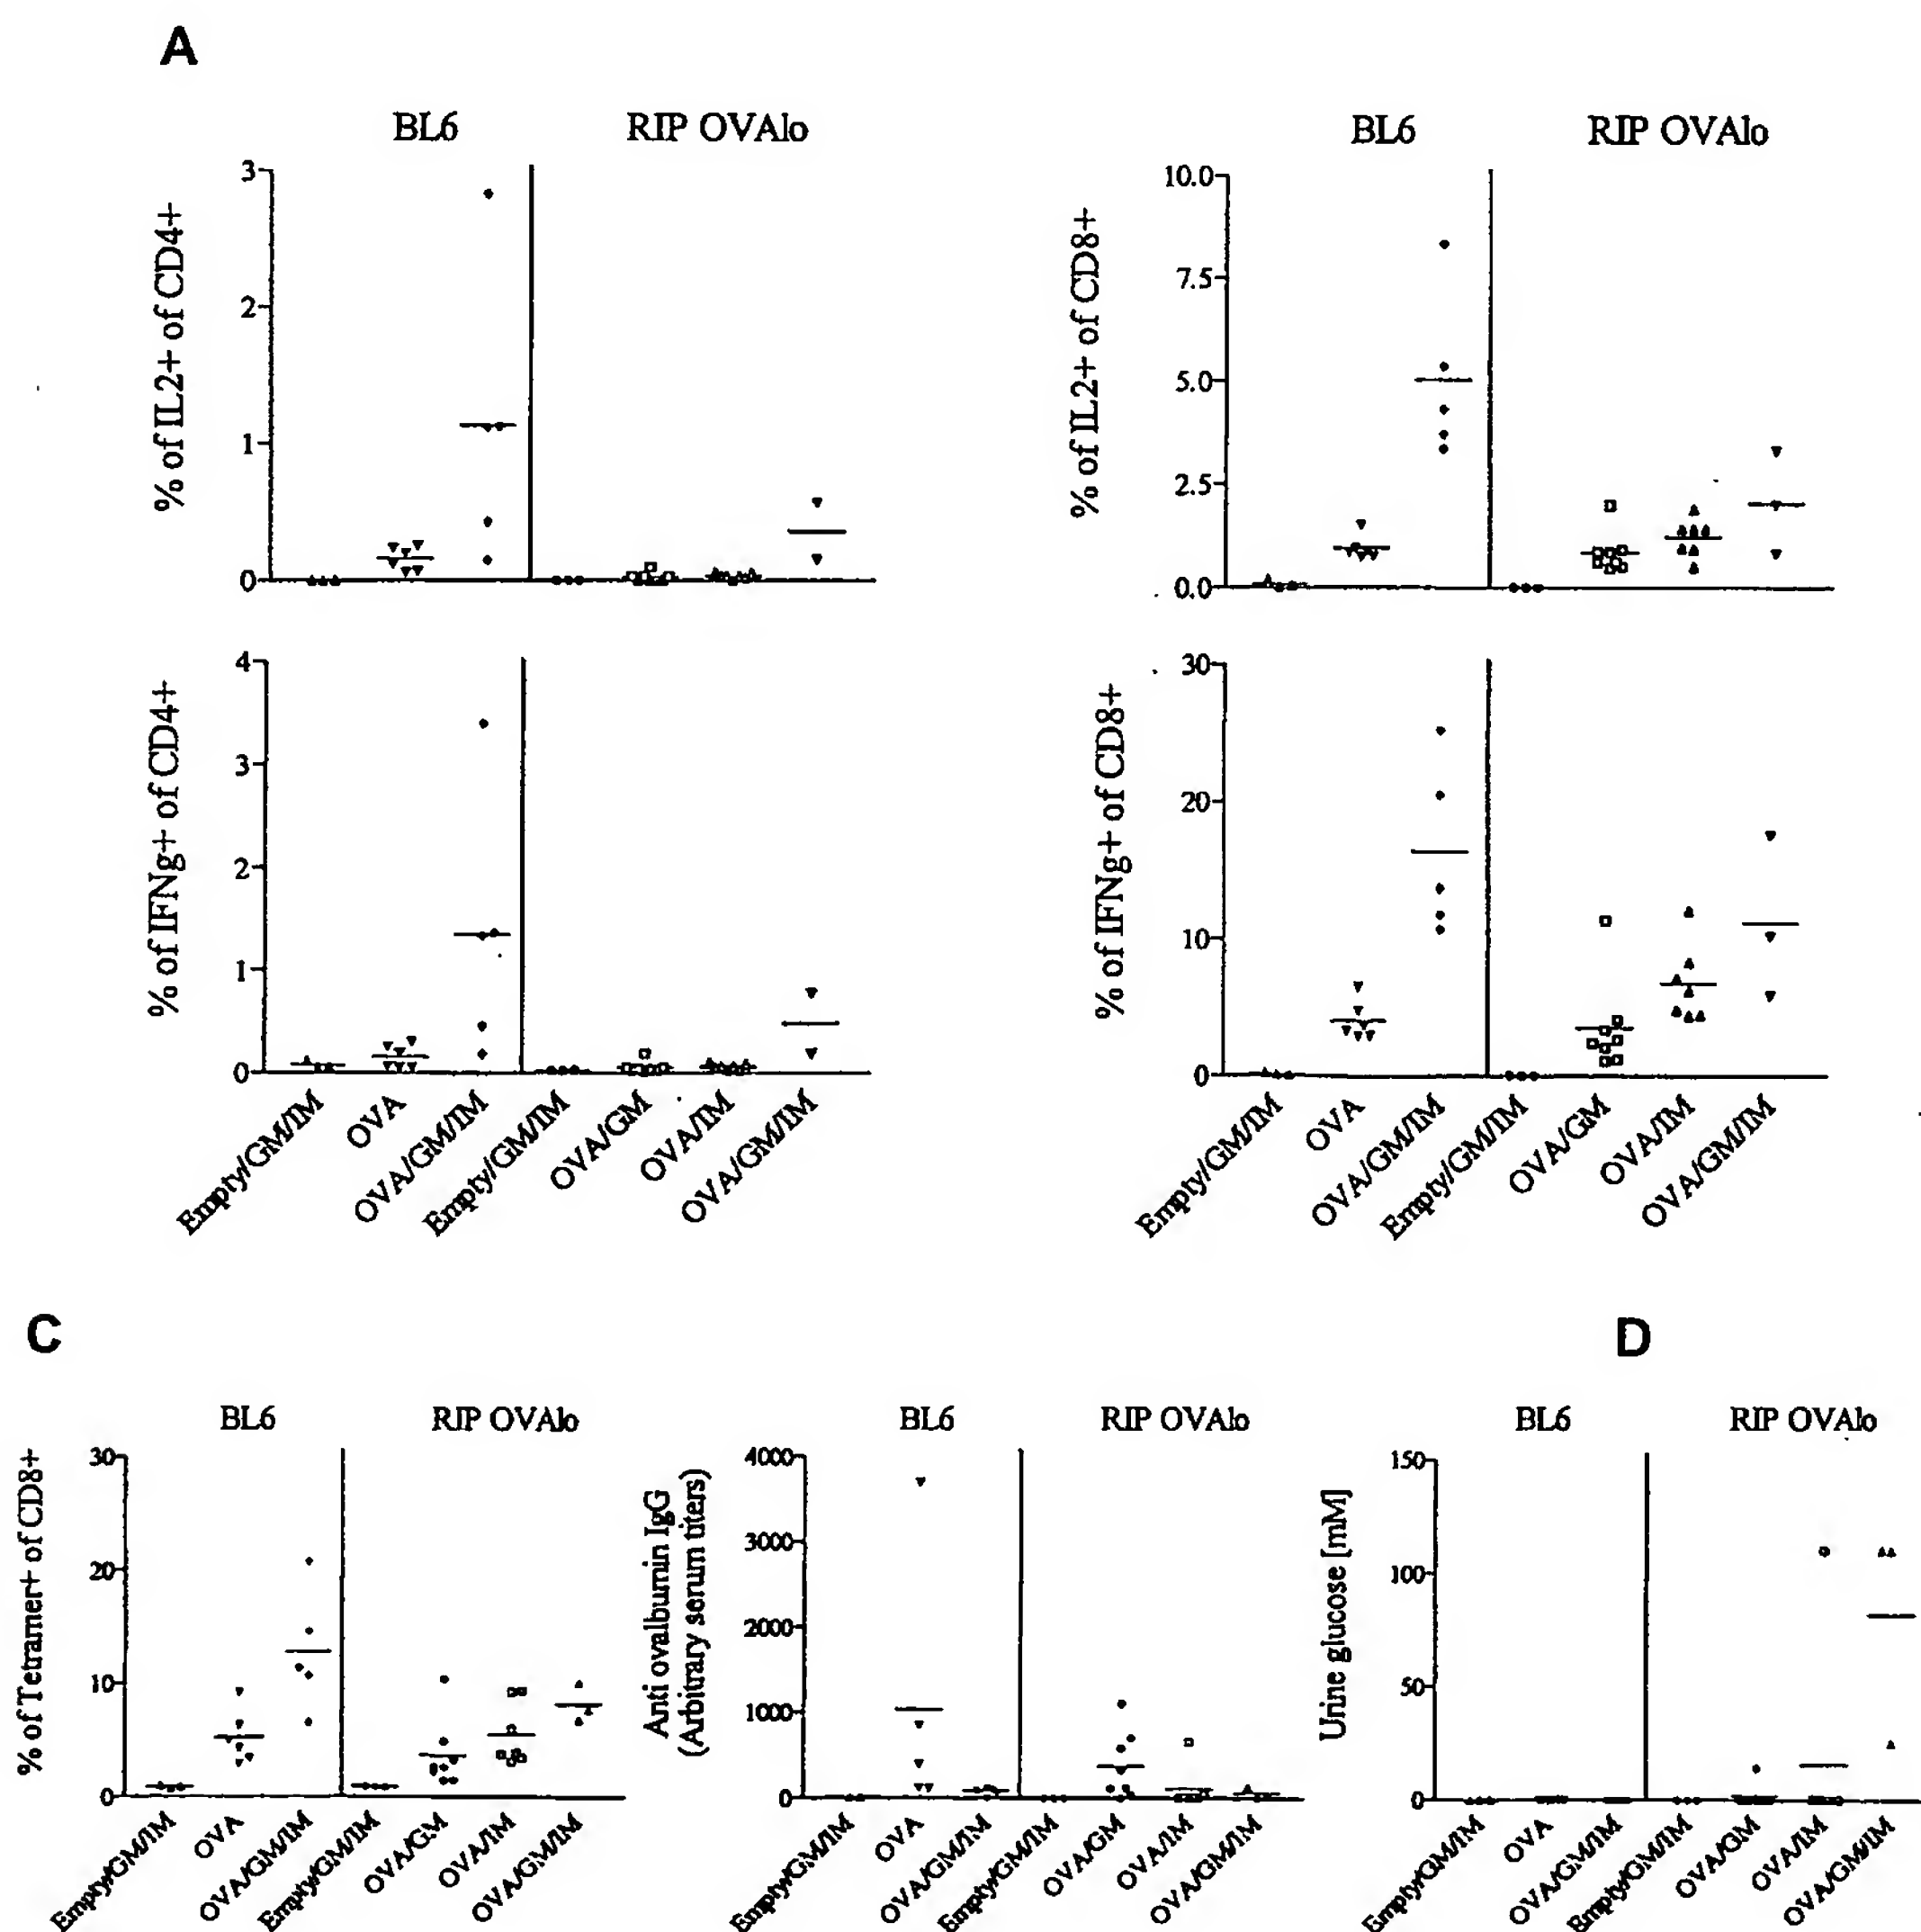 A
BL6 RIP OVAlo
BL6 RIP OVAlo
% of IL2+ of CD4+
3
2
1
0
% of IL2+ of CD8+
10.0
7.5
5.0
2.5
0.0
% of IFNg+ of CD4+
4
3
2
1
0
Empty/GM/IM
OVA
OVA/GM/IM
Empty/GM/IM
OVA/GM
OVA/IM
OVA/GM/IM
% of IFNg+ of CD8+
30
20
10
0
Empty/GM/IM
OVA
OVA/GM/IM
Empty/GM/IM
OVA/GM
OVA/IM
OVA/GM/IM
C
BL6 RIP OVAlo
% of Tetramer+ of CD8+
30
20
10
0
Empty/GM/IM
OVA
OVA/GM/IM
Empty/GM/IM
OVA/GM
OVA/IM
OVA/GM/IM
BL6 RIP OVAlo
Anti ovalbumin IgG
(Arbitrary serum titers)
4000
3000
2000
1000
0
Empty/GM/IM
OVA
OVA/GM/IM
Empty/GM/IM
OVA/GM
OVA/IM
OVA/GM/IM
D
BL6 RIP OVAlo
Urine glucose [mM]
150
100
50
0
Empty/GM/IM
OVA
OVA/GM/IM
Empty/GM/IM
OVA/GM
OVA/IM
OVA/GM/IM